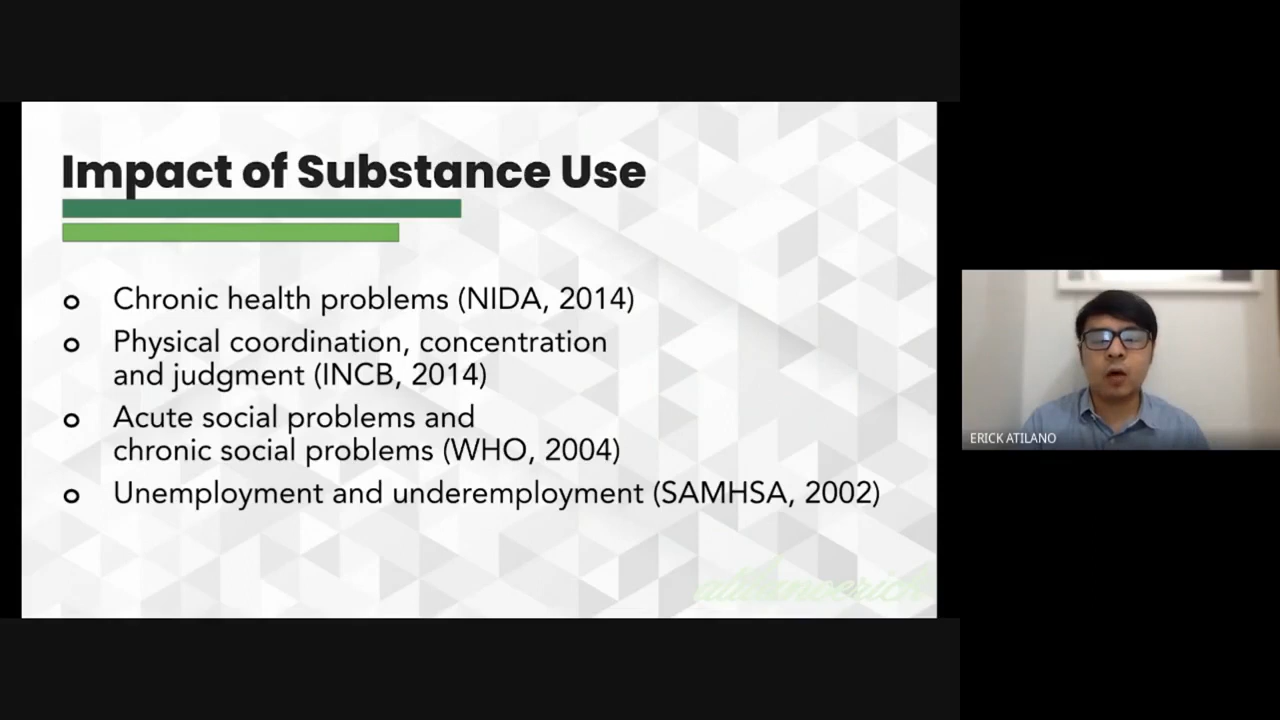 Impact of Substance Use
Chronic health problems (NIDA, 2014)
Physical coordination, concentration
and judgment (INCB, 2014)
Acute social problems and
chronic social problems (WHO, 2004)
Unemployment and underemployment (SAMHSA, 2002)
atilanoerick
ERICK ATILANO